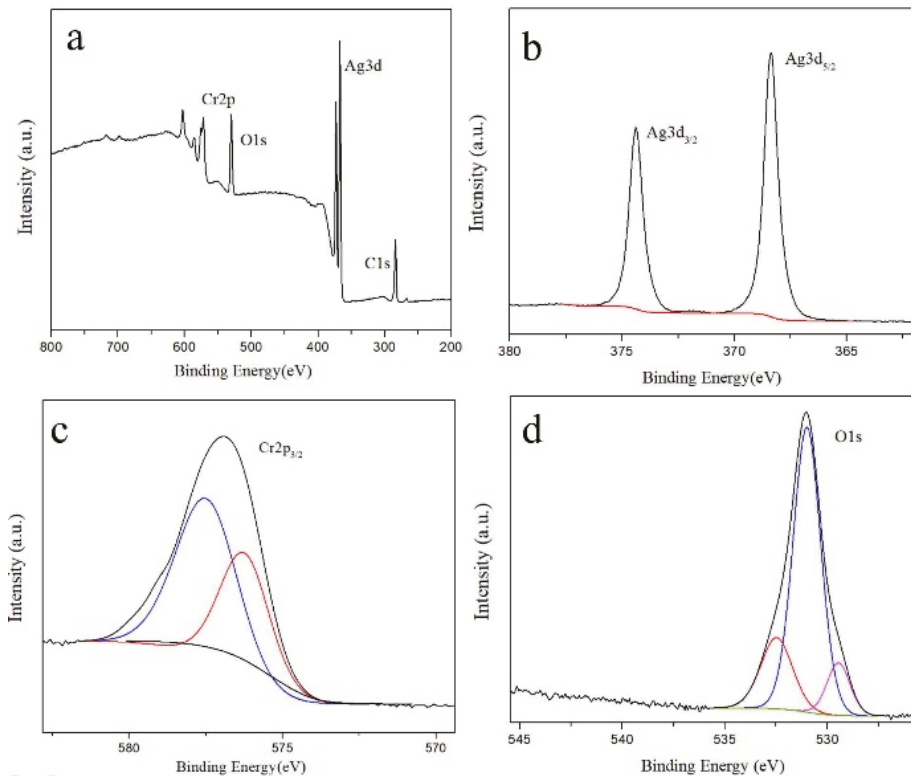 a
Ag3d
Cr2p
O1s
C1s
Intensity (a.u.)
800 700 600 500 400 300 200
Binding Energy(eV)
b
Ag3d5/2
Ag3d3/2
Intensity (a.u.)
380 375 370 365
Binding Energy(eV)
c
Cr2p3/2
Intensity (a.u.)
580 575 570
Binding Energy(eV)
d
O1s
Intensity (a.u.)
545 540 535 530
Binding Energy(eV)